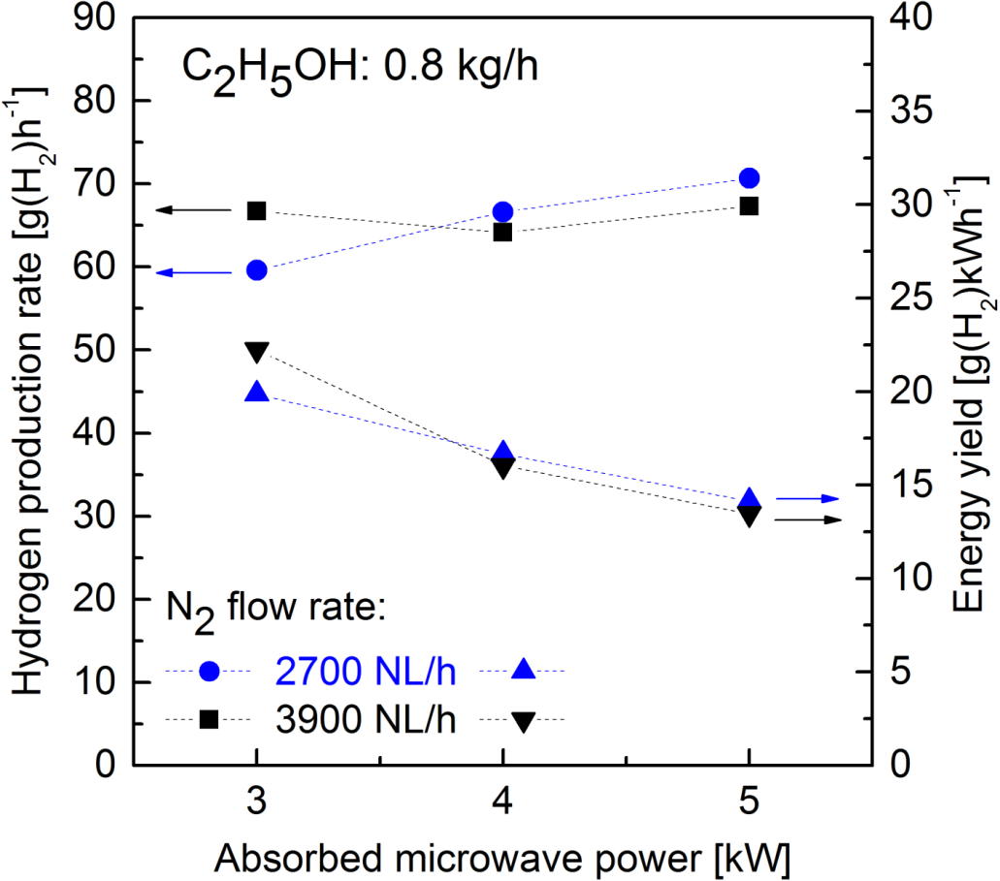 C₂H₅OH: 0.8 kg/h
Hydrogen production rate [g(H₂)h⁻¹]
90
80
70
60
50
40
30
20
10
0
Energy yield [g(H₂)kWh⁻¹]
40
35
30
25
20
15
10
5
0
N₂ flow rate:
2700 NL/h
3900 NL/h
3 4 5
Absorbed microwave power [kW]